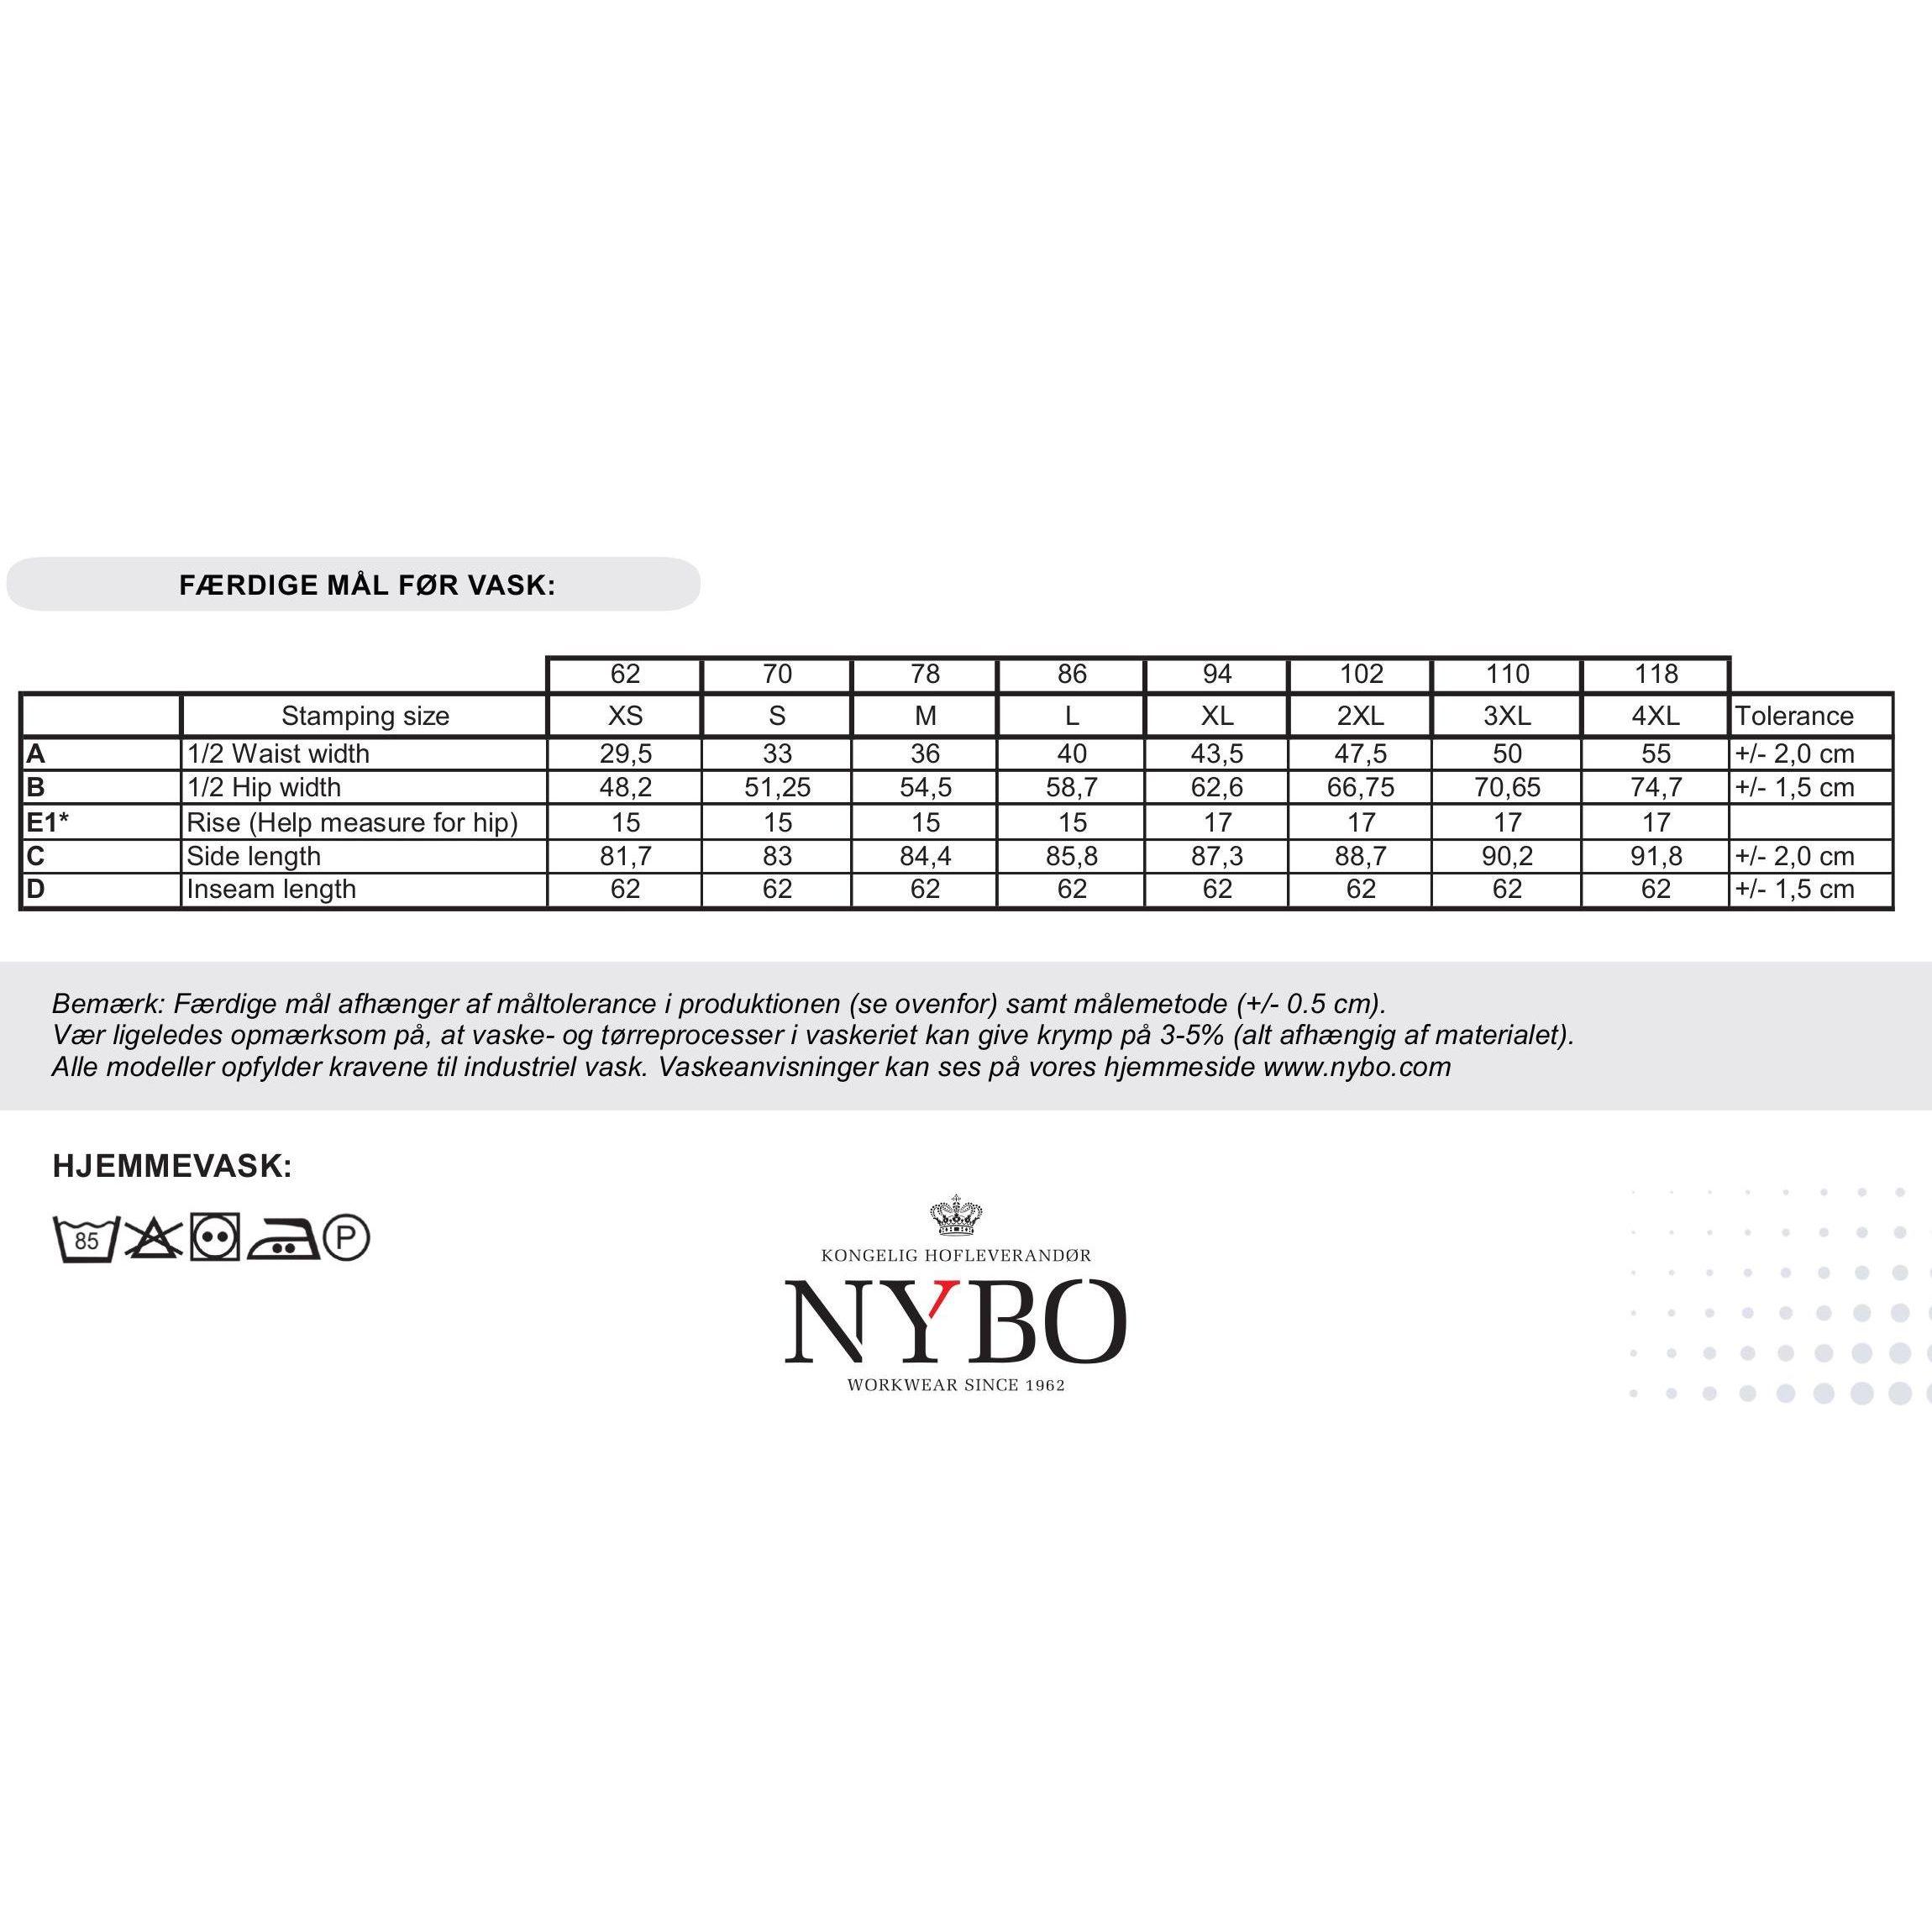 FÆRDIGE MÅL FØR VASK:
62 70 78 86 94 102 110 118
Stamping size XS S M L XL 2XL 3XL 4XL Tolerance
A 1/2 Waist width 29,5 33 36 40 43,5 47,5 50 55 +/- 2,0 cm
B 1/2 Hip width 48,2 51,25 54,5 58,7 62,6 66,75 70,65 74,7 +/- 1,5 cm
E1* Rise (Help measure for hip) 15 15 15 15 17 17 17 17
C Side length 81,7 83 84,4 85,8 87,3 88,7 90,2 91,8 +/- 2,0 cm
D Inseam length 62 62 62 62 62 62 62 62 +/- 1,5 cm
Bemærk: Færdige mål afhænger af måltolerance i produktionen (se ovenfor) samt målemetode (+/- 0.5 cm).
Vær ligeledes opmærksom på, at vaske- og tørreprocesser i vaskeriet kan give krymp på 3-5% (alt afhængig af materialet).
Alle modeller opfylder kravene til industriel vask. Vaskeanvisninger kan ses på vores hjemmeside www.nybo.com
HJEMMEVASK:
85 P
KONGELIG HOFLEVERANDØR
NYBO
WORKWEAR SINCE 1962